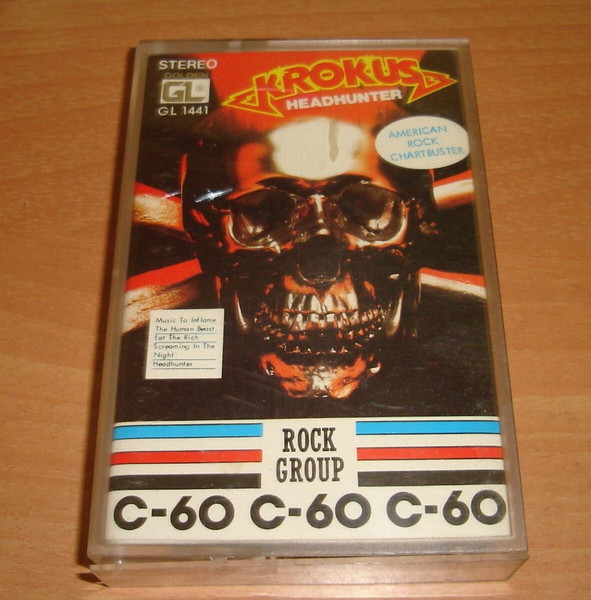 STEREO
GOLDEN
GL®
GL 1441
KROKUS
HEADHUNTER
AMERICAN
ROCK
CHARTBUSTER
Music To Inflame
The Human Beast.
Eat The Rich
Screaming In The
Night
Headhunter
ROCK
GROUP
C-60 C-60 C-60